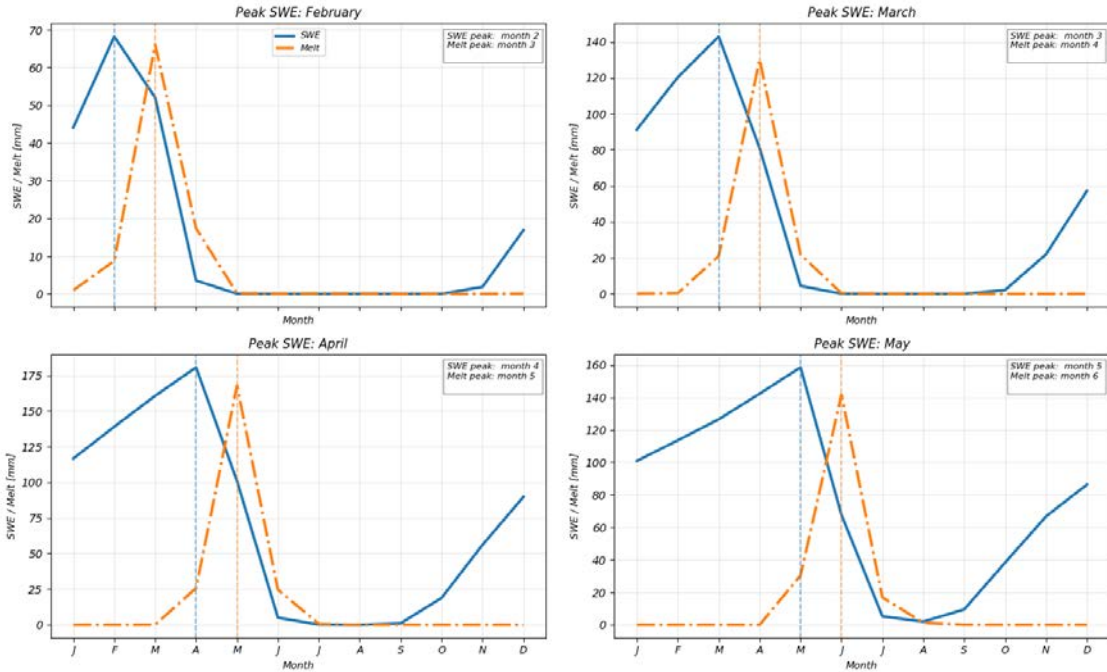 Peak SWE: February
SWE / Melt [mm]
70
60
50
40
30
20
10
0
SWE
Melt
SWE peak: month 2
Melt peak: month 3
Month
Peak SWE: March
SWE / Melt [mm]
140
120
100
80
60
40
20
0
SWE peak: month 3
Melt peak: month 4
Month
Peak SWE: April
SWE / Melt [mm]
175
150
125
100
75
50
25
0
SWE peak: month 4
Melt peak: month 5
J F M A M J J A S O N D
Month
Peak SWE: May
SWE / Melt [mm]
160
140
120
100
80
60
40
20
0
SWE peak: month 5
Melt peak: month 6
J F M A M J J A S O N D
Month